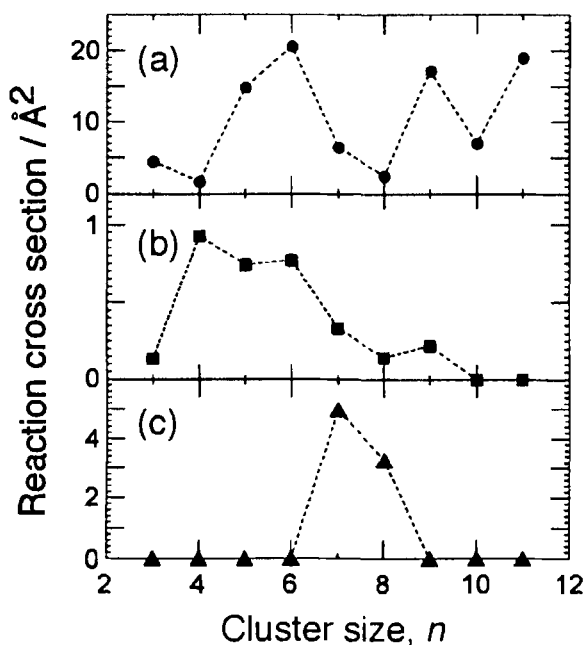 Reaction cross section / Å²
(a)
20
10
0
(b)
1
0
(c)
4
2
0
2 4 6 8 10 12
Cluster size, n